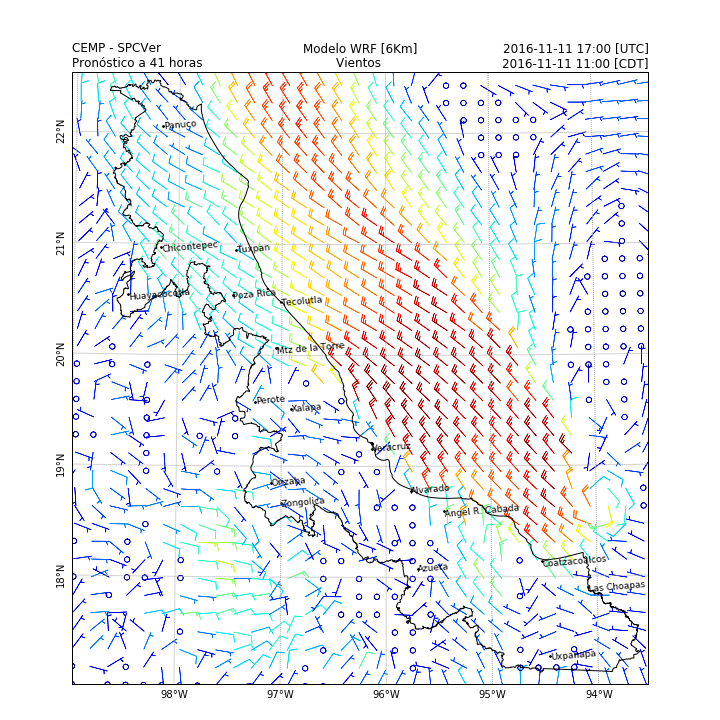 CEMP - SPCVer
Modelo WRF [6Km]
2016-11-11 17:00 [UTC]
Pronóstico a 41 horas
Vientos
2016-11-11 11:00 [CDT]
22°N
Panuco
21°N
Chicontepec
Tuxpan
Huayacocotla
Poza Rica
Tecolutla
20°N
Mtz de la Torre
Perote
Xalapa
Veracruz
19°N
Orizaba
Alvarado
Zongolica
Angel R. Cabada
18°N
Azueta
Coatzacoalcos
Las Choapas
Uxpanapa
98°W
97°W
96°W
95°W
94°W